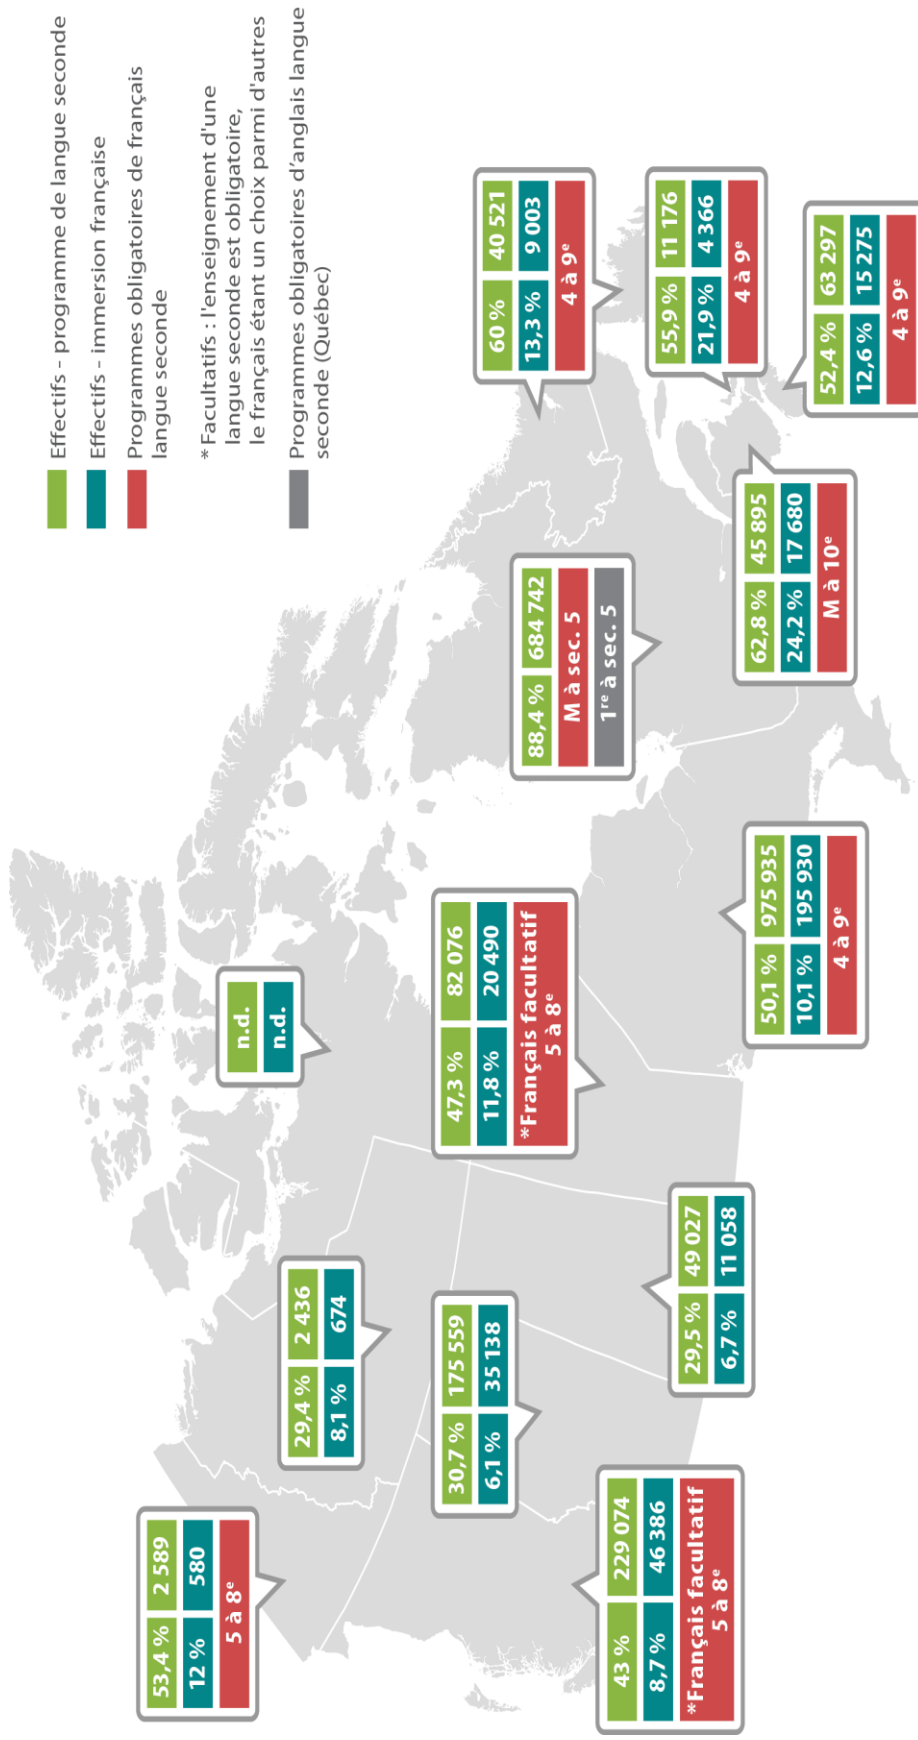 Effectifs - programme de langue seconde
Effectifs - immersion française
Programmes obligatoires de français
langue seconde
*Facultatifs : l'enseignement d'une
langue seconde est obligatoire,
le français étant un choix parmi d'autres
Programmes obligatoires d'anglais langue
seconde (Québec)
53,4 % 2 589
12 % 580
5 à 8e
29,4 % 2 436
8,1 % 674
n.d.
n.d.
43 % 229 074
8,7 % 46 386
*Français facultatif
5 à 8e
30,7 % 175 559
6,1 % 35 138
29,5 % 49 027
6,7 % 11 058
47,3 % 82 076
11,8 % 20 490
*Français facultatif
5 à 8e
50,1 % 975 935
10,1 % 195 930
4 à 9e
88,4 % 684 742
M à sec. 5
1re à sec. 5
60 % 40 521
13,3 % 9 003
4 à 9e
62,8 % 45 895
24,2 % 17 680
M à 10e
55,9 % 11 176
21,9 % 4 366
4 à 9e
52,4 % 63 297
12,6 % 15 275
4 à 9e